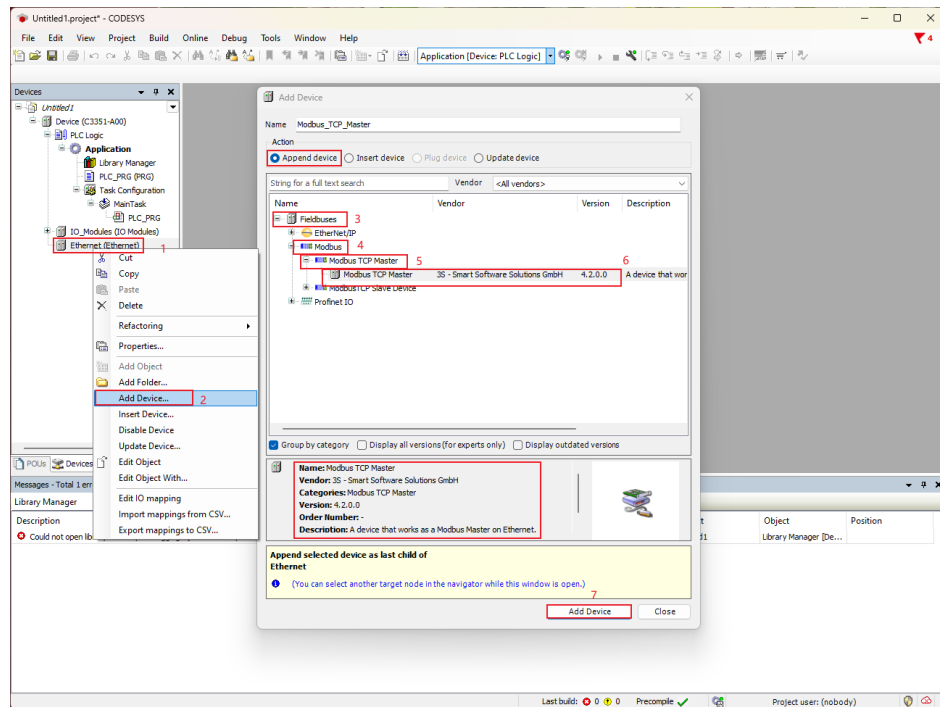 Untitled1.project* - CODESYS
File Edit View Project Build Online Debug Tools Window Help
4
Application [Device: PLC Logic]
Devices
Untitled1
Device (C3351-A00)
PLC Logic
Application
Library Manager
PLC_PRG (PRG)
Task Configuration
MainTask
PLC_PRG
IO_Modules (IO Modules)
Ethernet (Ethernet) 1
Cut
Copy
Paste
Delete
Refactoring
Properties...
Add Object
Add Folder...
Add Device... 2
Insert Device...
Disable Device
Update Device...
Edit Object
Edit Object With...
Edit IO mapping
Import mappings from CSV...
Export mappings to CSV...
POUs Devices
Add Device
Name Modbus_TCP_Master
Action
Append device Insert device Plug device Update device
String for a full text search Vendor <All vendors>
Name Vendor Version Description
Fieldbuses 3
EtherNet/IP
Modbus 4
Modbus TCP Master 5 6
Modbus TCP Master 3S - Smart Software Solutions GmbH 4.2.0.0 A device that wor
ModbusTCP Slave Device
Profinet IO
Group by category Display all versions (for experts only) Display outdated versions
Name: Modbus TCP Master
Vendor: 3S - Smart Software Solutions GmbH
Categories: Modbus TCP Master
Version: 4.2.0.0
Order Number: -
Description: A device that works as a Modbus Master on Ethernet.
Append selected device as last child of
Ethernet
(You can select another target node in the navigator while this window is open.)
7
Add Device Close
Messages - Total 1 err
Library Manager
Description Object Position
Could not open lib Library Manager [De...
Last build: 0 0 Precompile Project user: (nobody)